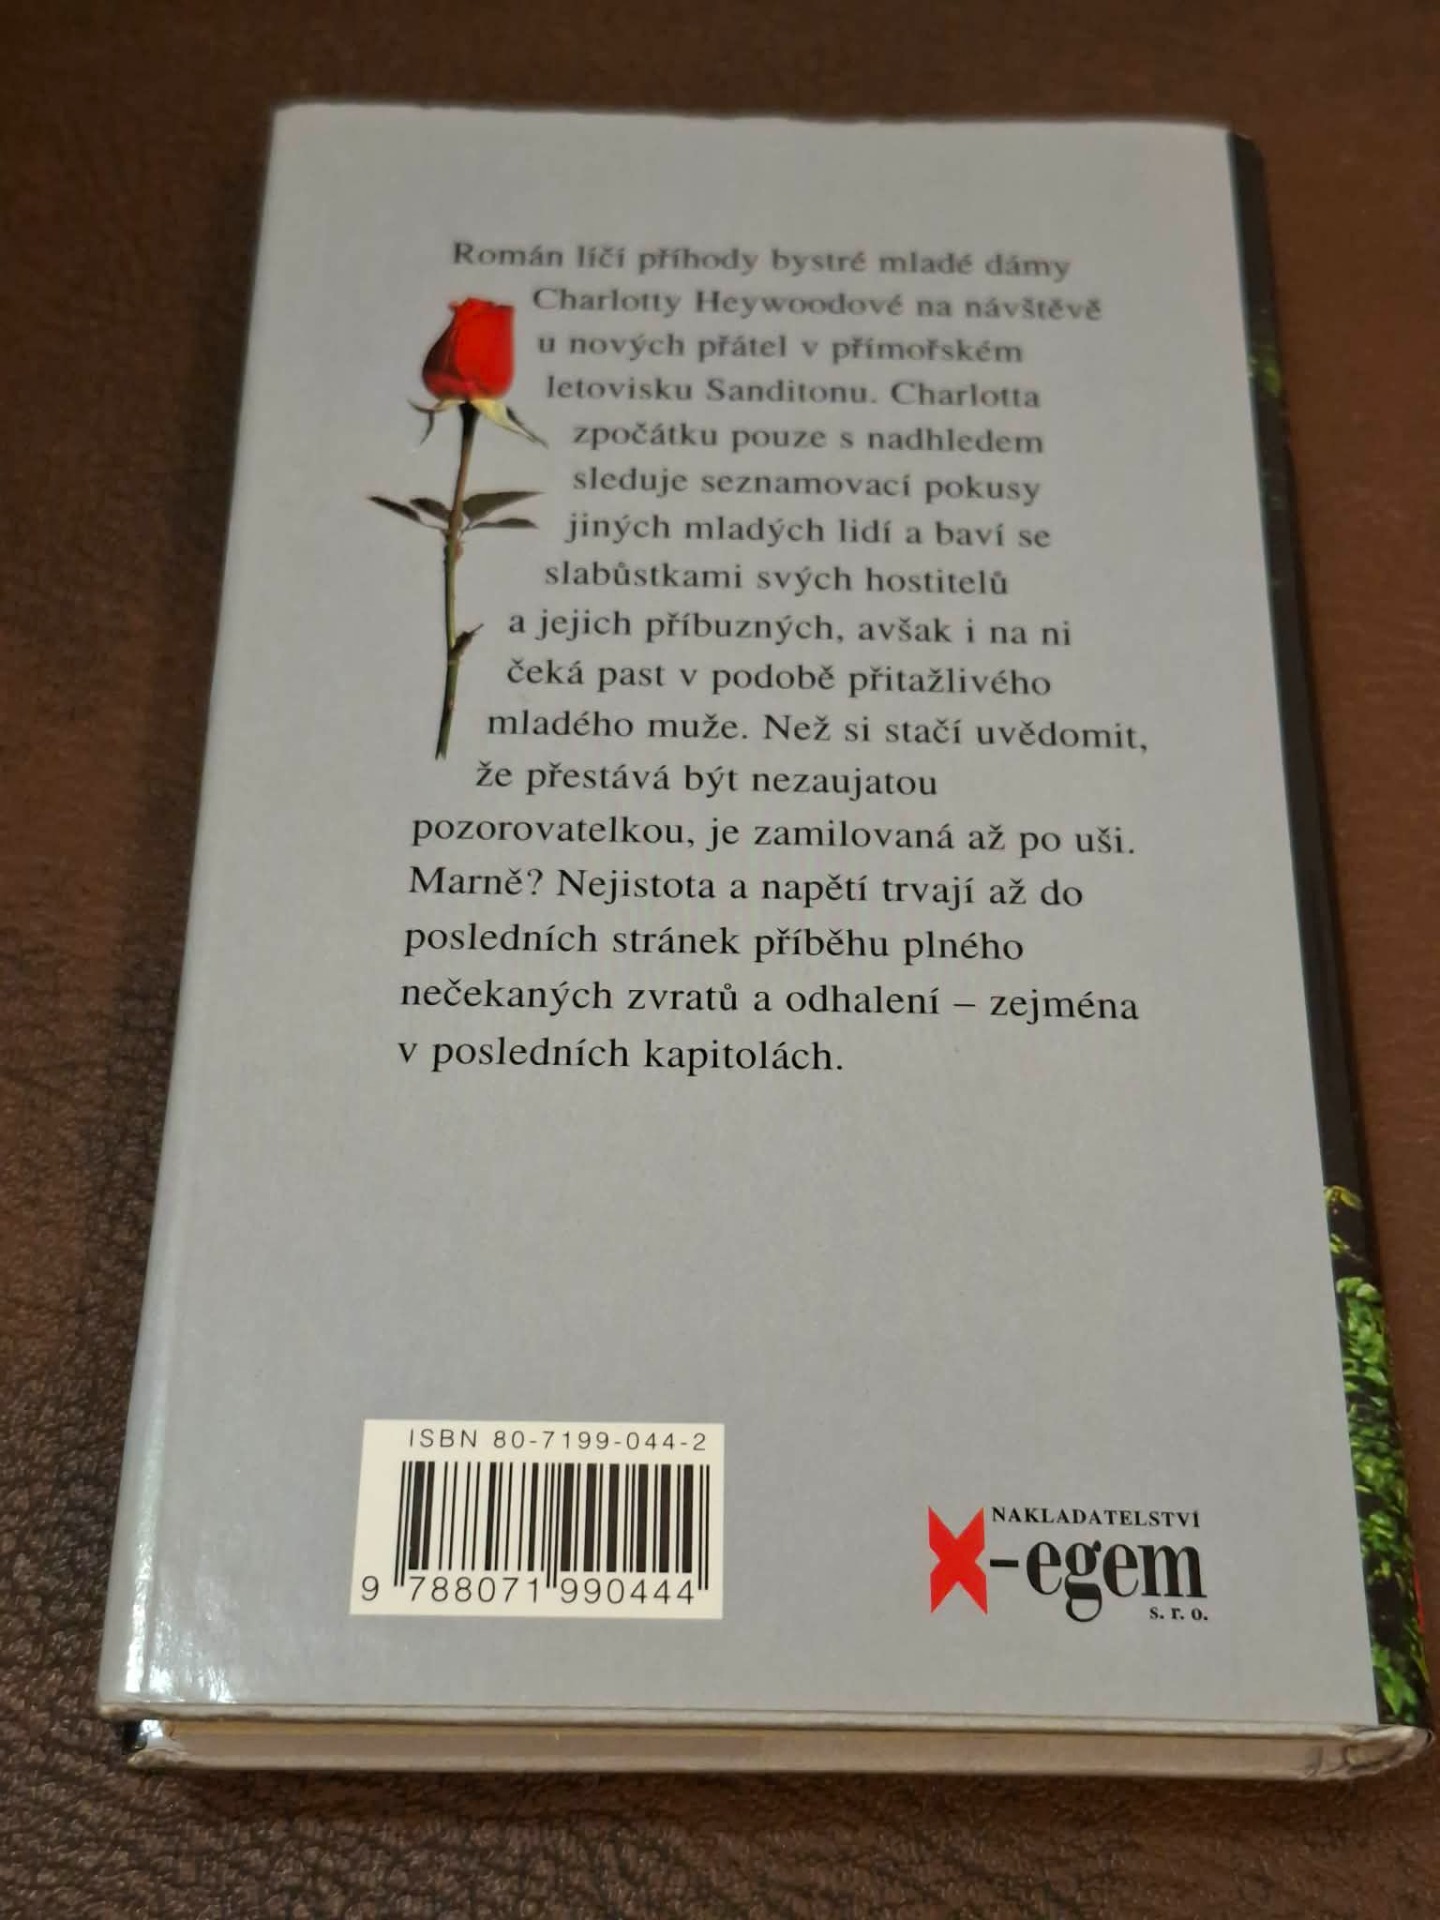 Román líčí příhody bystré mladé dámy
Charlotty Heywoodové na návštěvě
u nových přátel v přímořském
letovisku Sanditonu. Charlotta
zpočátku pouze s nadhledem
sleduje seznamovací pokusy
jiných mladých lidí a baví se
slabůstkami svých hostitelů
a jejich příbuzných, avšak i na ni
čeká past v podobě přitažlivého
mladého muže. Než si stačí uvědomit,
že přestává být nezaujatou
pozorovatelkou, je zamilovaná až po uši.
Marně? Nejistota a napětí trvají až do
posledních stránek příběhu plného
nečekaných zvratů a odhalení – zejména
v posledních kapitolách.
ISBN 80-7199-044-2
9 788071 990444
NAKLADATELSTVÍ
X-egem
s. r. o.